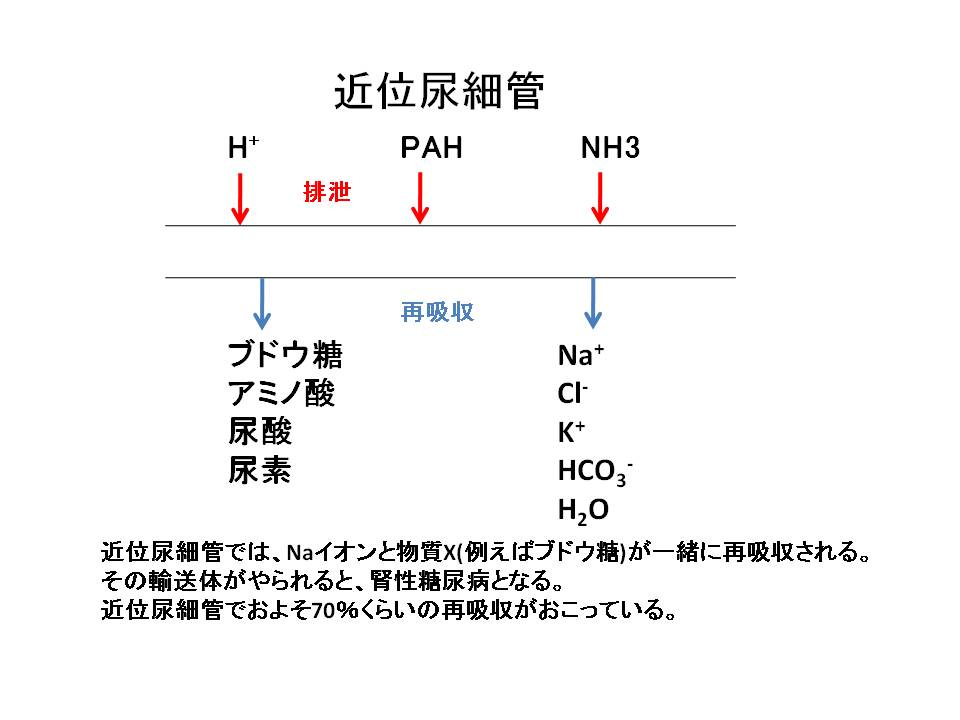 近位尿細管
H⁺ PAH NH3
排泄
再吸収
ブドウ糖 Na⁺
アミノ酸 Cl⁻
尿酸 K⁺
尿素 HCO₃⁻
H₂O
近位尿細管では、Naイオンと物質X(例えばブドウ糖)が一緒に再吸収される。
その輸送体がやられると、腎性糖尿病となる。
近位尿細管でおよそ70%くらいの再吸収がおこっている。